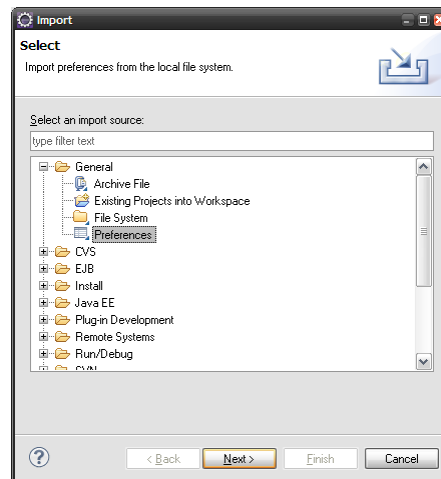 Import
Select
Import preferences from the local file system.
Select an import source:
type filter text
General
Archive File
Existing Projects into Workspace
File System
Preferences
CVS
EJB
Install
Java EE
Plug-in Development
Remote Systems
Run/Debug
SVN
?
< Back
Next >
Finish
Cancel